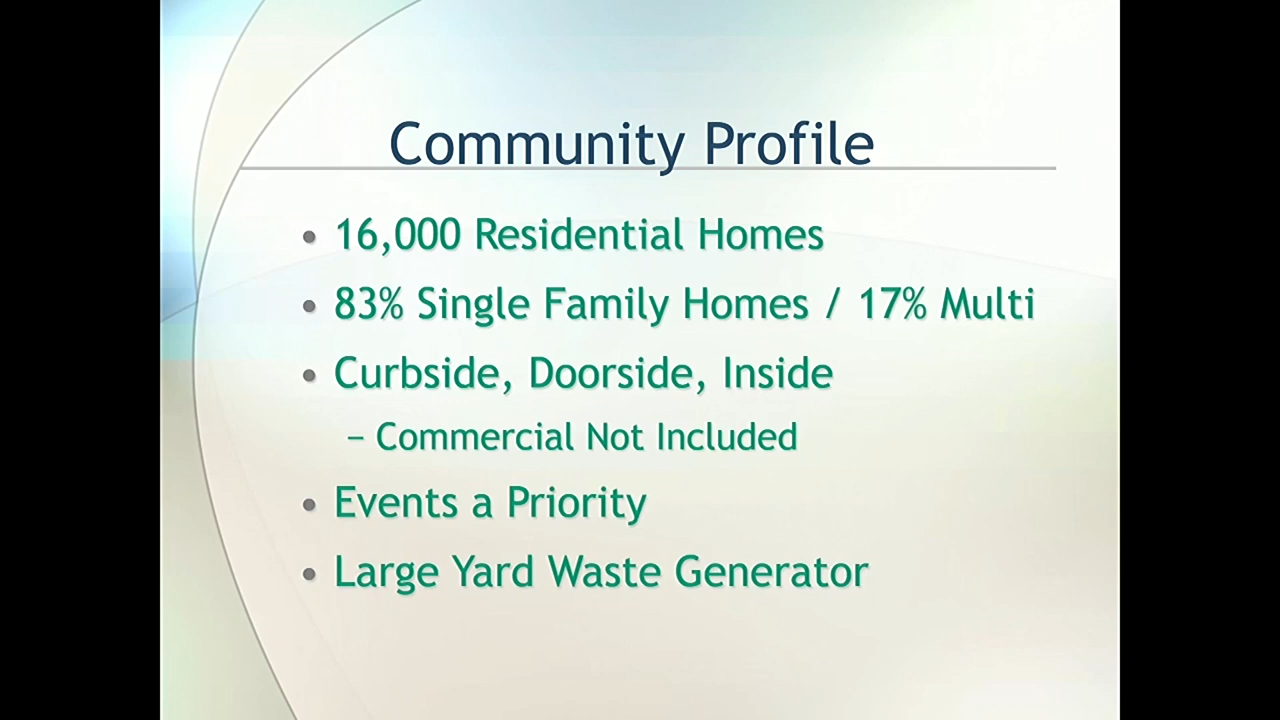 Community Profile
• 16,000 Residential Homes
• 83% Single Family Homes / 17% Multi
• Curbside, Doorside, Inside
– Commercial Not Included
• Events a Priority
• Large Yard Waste Generator